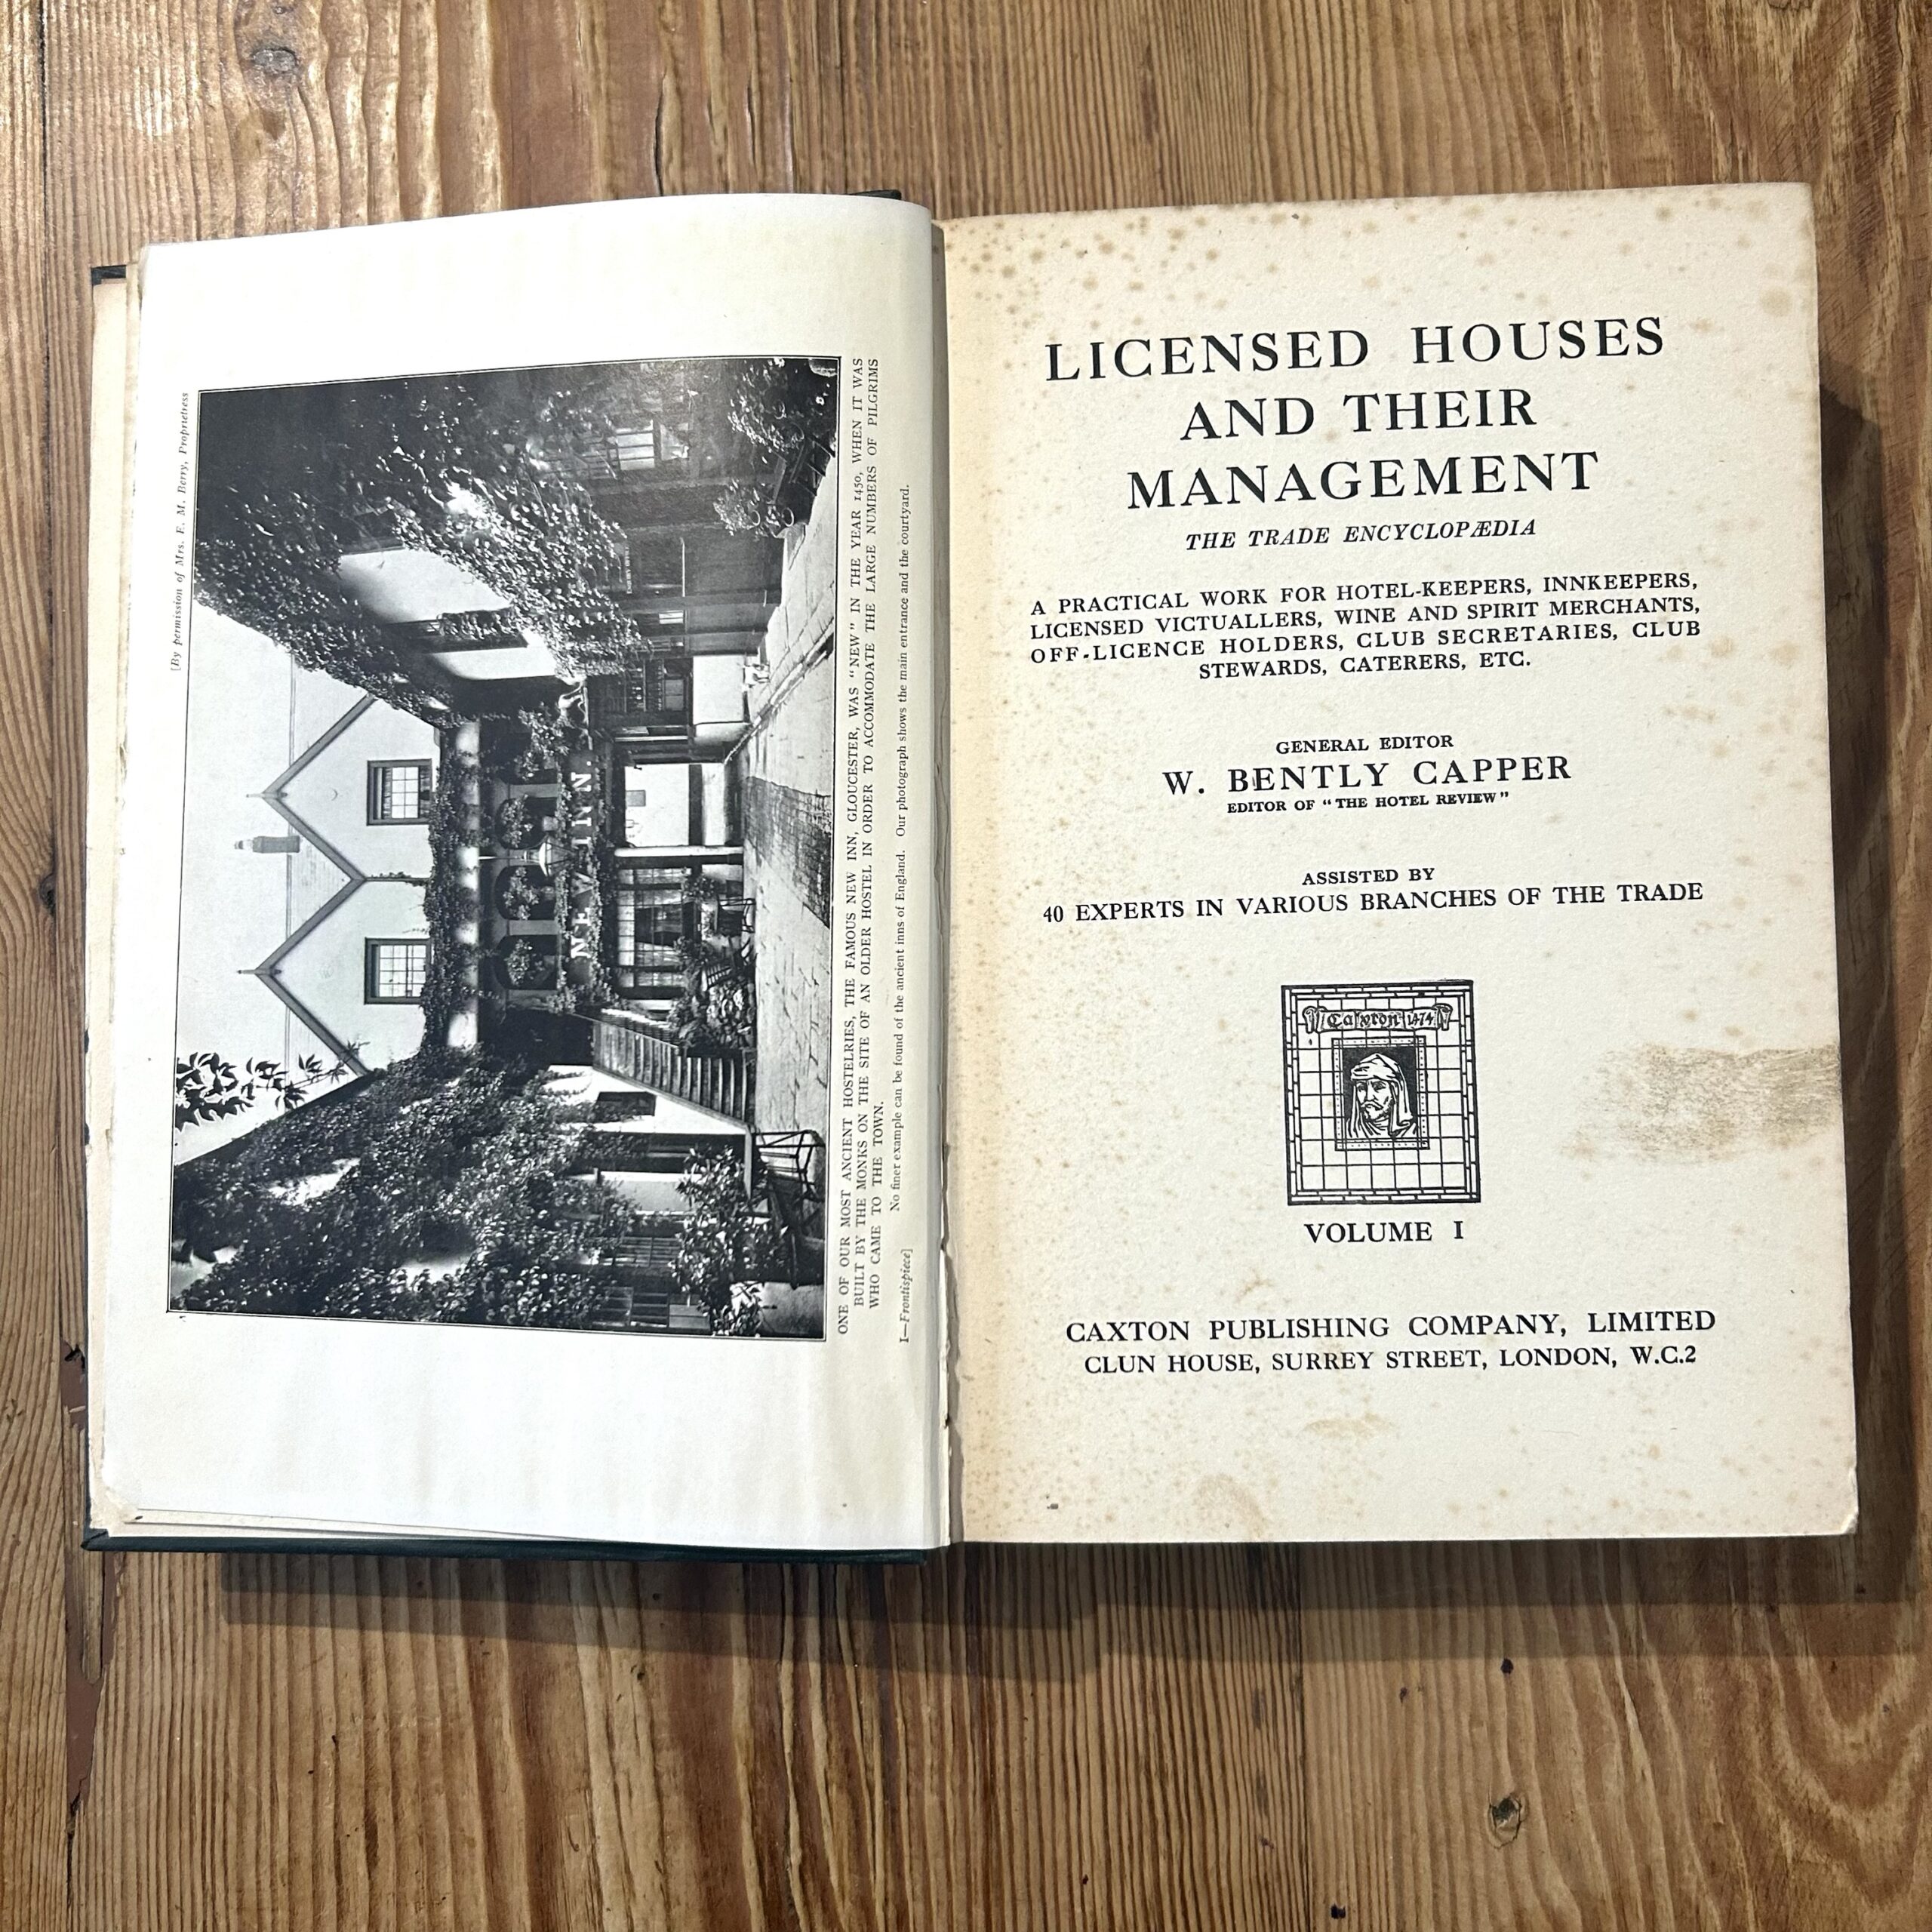 [By permission of Mrs. E. M. Berry, Proprietress
NEW INN.
ONE OF OUR MOST ANCIENT HOSTELRIES, THE FAMOUS NEW INN, GLOUCESTER, WAS "NEW" IN THE YEAR 1450, WHEN IT WAS
BUILT BY THE MONKS ON THE SITE OF AN OLDER HOSTEL IN ORDER TO ACCOMMODATE THE LARGE NUMBERS OF PILGRIMS
WHO CAME TO THE TOWN.
No finer example can be found of the ancient inns of England. Our photograph shows the main entrance and the courtyard.
I—Frontispiece]
LICENSED HOUSES
AND THEIR
MANAGEMENT
THE TRADE ENCYCLOPÆDIA
A PRACTICAL WORK FOR HOTEL-KEEPERS, INNKEEPERS,
LICENSED VICTUALLERS, WINE AND SPIRIT MERCHANTS,
OFF-LICENCE HOLDERS, CLUB SECRETARIES, CLUB
STEWARDS, CATERERS, ETC.
GENERAL EDITOR
W. BENTLY CAPPER
EDITOR OF "THE HOTEL REVIEW"
ASSISTED BY
40 EXPERTS IN VARIOUS BRANCHES OF THE TRADE
Caxton 1474
VOLUME I
CAXTON PUBLISHING COMPANY, LIMITED
CLUN HOUSE, SURREY STREET, LONDON, W.C.2